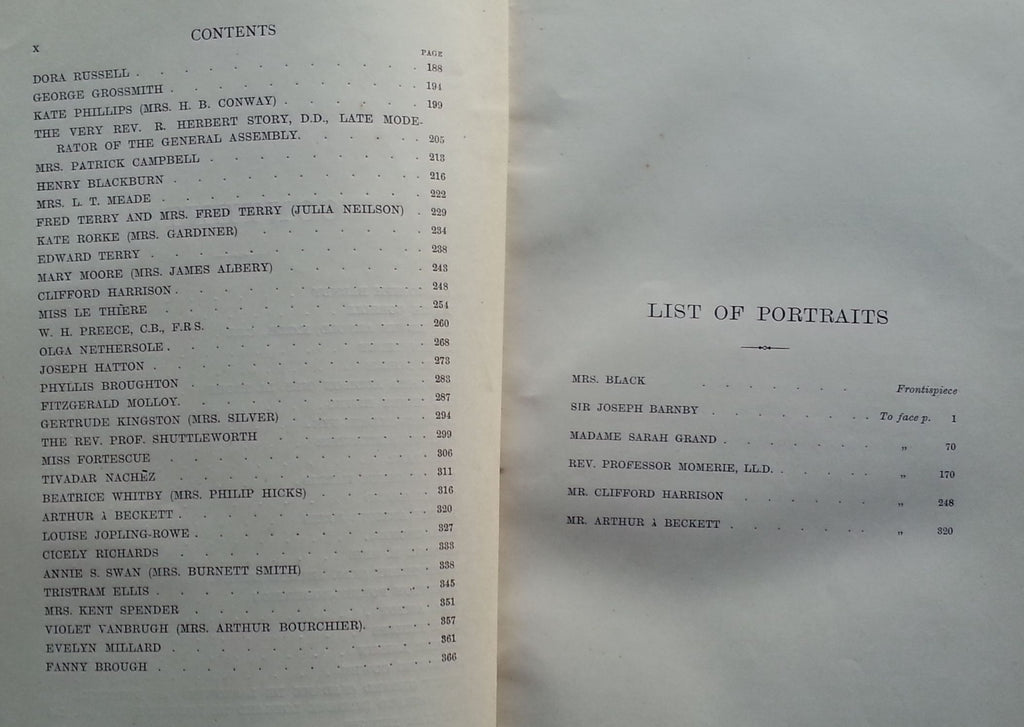 x
CONTENTS
PAGE
DORA RUSSELL . . . . . . . . . . . 188
GEORGE GROSSMITH . . . . . . . . . . 194
KATE PHILLIPS (MRS. H. B. CONWAY) . . . . . . 199
THE VERY REV. R. HERBERT STORY, D.D., LATE MODE-
RATOR OF THE GENERAL ASSEMBLY. . . . . . 205
MRS. PATRICK CAMPBELL . . . . . . . . 213
HENRY BLACKBURN . . . . . . . . . . 216
MRS. L. T. MEADE . . . . . . . . . . 222
FRED TERRY AND MRS. FRED TERRY (JULIA NEILSON) . 229
KATE RORKE (MRS. GARDINER) . . . . . . . 234
EDWARD TERRY . . . . . . . . . . . 238
MARY MOORE (MRS. JAMES ALBERY) . . . . . . 243
CLIFFORD HARRISON . . . . . . . . . . 248
MISS LE THIERE . . . . . . . . . . 254
W. H. PREECE, C.B., F.R.S. . . . . . . . . 260
OLGA NETHERSOLE . . . . . . . . . . 268
JOSEPH HATTON . . . . . . . . . . . 273
PHYLLIS BROUGHTON . . . . . . . . . 283
FITZGERALD MOLLOY. . . . . . . . . . 287
GERTRUDE KINGSTON (MRS. SILVER) . . . . . . 294
THE REV. PROF. SHUTTLEWORTH . . . . . . 299
MISS FORTESCUE . . . . . . . . . . 306
TIVADAR NACHẼZ . . . . . . . . . . 311
BEATRICE WHITBY (MRS. PHILIP HICKS) . . . . . 316
ARTHUR À BECKETT . . . . . . . . . . 320
LOUISE JOPLING-ROWE . . . . . . . . . 327
CICELY RICHARDS . . . . . . . . . . 333
ANNIE S. SWAN (MRS. BURNETT SMITH) . . . . . 338
TRISTRAM ELLIS . . . . . . . . . . . 345
MRS. KENT SPENDER . . . . . . . . . 351
VIOLET VANBRUGH (MRS. ARTHUR BOURCHIER). . . . 357
EVELYN MILLARD . . . . . . . . . . 361
FANNY BROUGH . . . . . . . . . . . 366
LIST OF PORTRAITS
MRS. BLACK . . . . . . . Frontispiece
SIR JOSEPH BARNBY . . . . . . . . To face p. 1
MADAME SARAH GRAND . . . . . . . „ 70
REV. PROFESSOR MOMERIE, LL.D. . . . . . „ 170
MR. CLIFFORD HARRISON . . . . . . . „ 248
MR. ARTHUR À BECKETT . . . . . . . „ 320